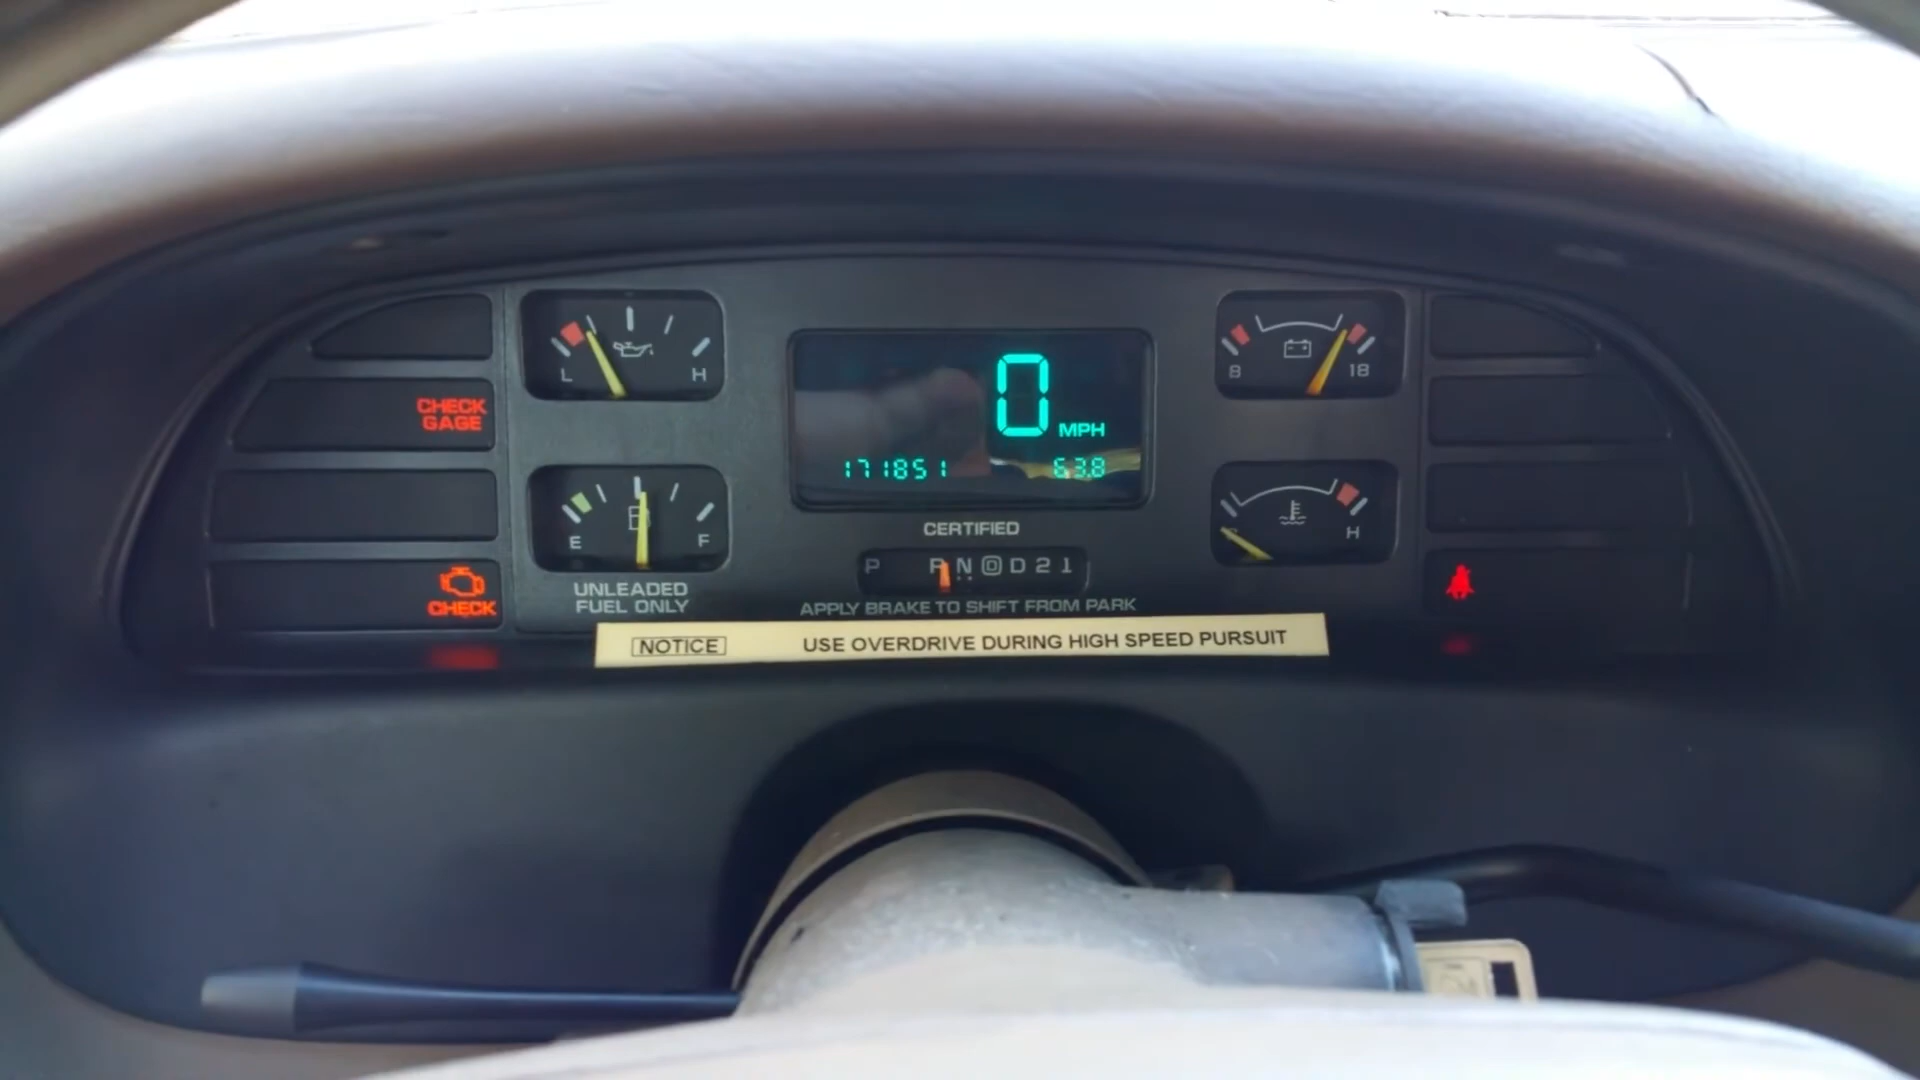 L H
8 18
CHECK
GAGE
0 MPH
171851 63.8
E F
H
CERTIFIED
P R N D D 2 1
CHECK
UNLEADED
FUEL ONLY
APPLY BRAKE TO SHIFT FROM PARK
NOTICE USE OVERDRIVE DURING HIGH SPEED PURSUIT